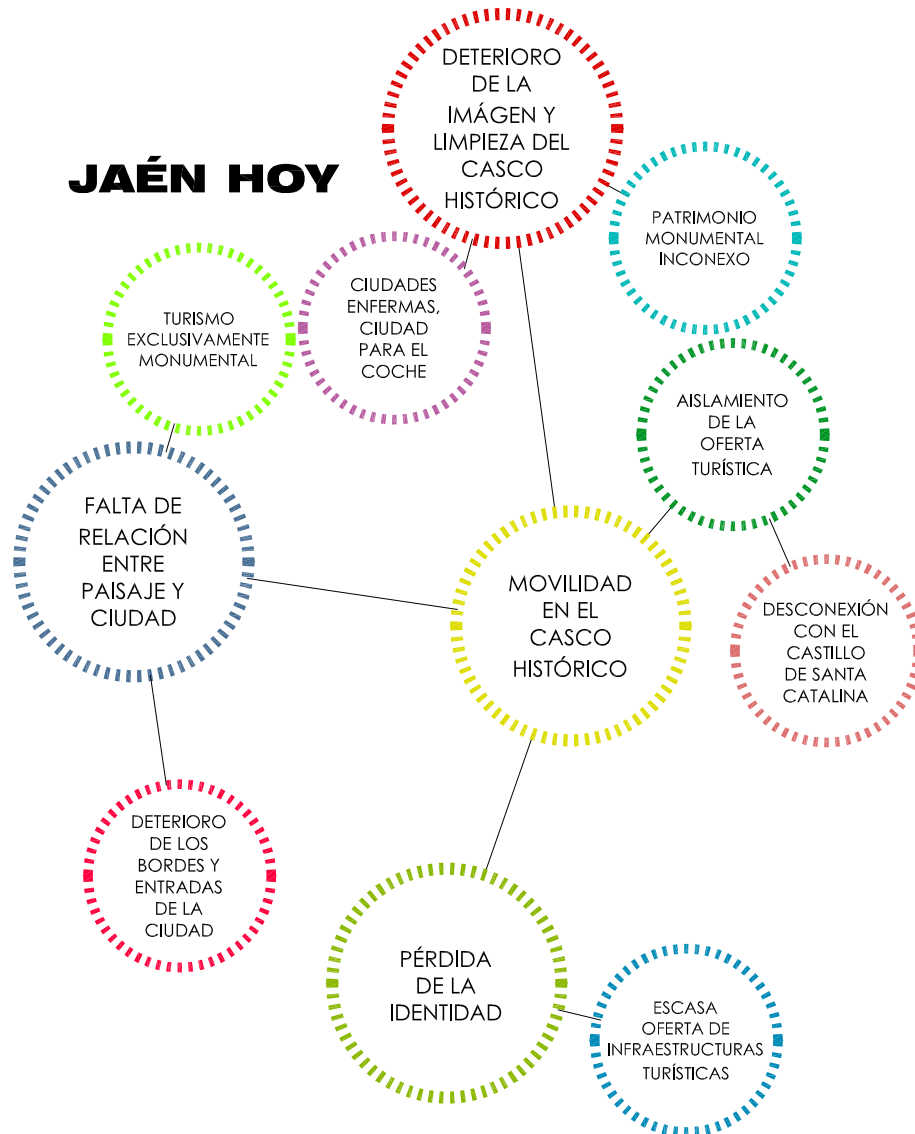 JAÉN HOY
DETERIORO
DE LA
IMÁGEN Y
LIMPIEZA DEL
CASCO
HISTÓRICO
PATRIMONIO
MONUMENTAL
INCONEXO
CIUDADES
ENFERMAS,
CIUDAD
PARA EL
COCHE
TURISMO
EXCLUSIVAMENTE
MONUMENTAL
AISLAMIENTO
DE LA
OFERTA
TURÍSTICA
FALTA DE
RELACIÓN
ENTRE
PAISAJE Y
CIUDAD
MOVILIDAD
EN EL
CASCO
HISTÓRICO
DESCONEXIÓN
CON EL
CASTILLO
DE SANTA
CATALINA
DETERIORO
DE LOS
BORDES Y
ENTRADAS
DE LA
CIUDAD
PÉRDIDA
DE LA
IDENTIDAD
ESCASA
OFERTA DE
INFRAESTRUCTURAS
TURÍSTICAS